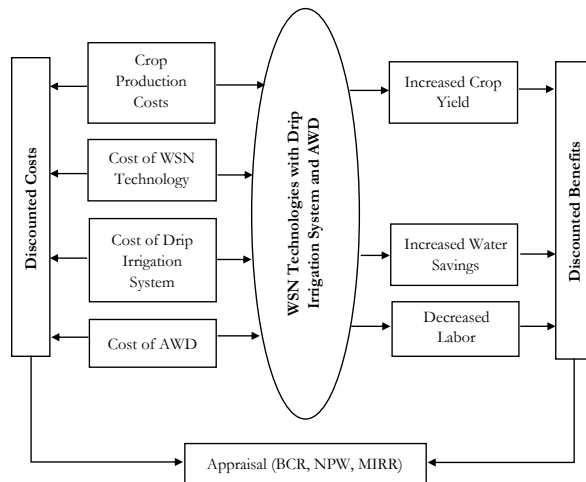 Discounted Costs
Crop
Production
Costs
Cost of WSN
Technology
Cost of Drip
Irrigation
System
Cost of AWD
WSN Technologies with Drip
Irrigation System and AWD
Increased Crop
Yield
Increased Water
Savings
Decreased
Labor
Discounted Benefits
Appraisal (BCR, NPW, MIRR)